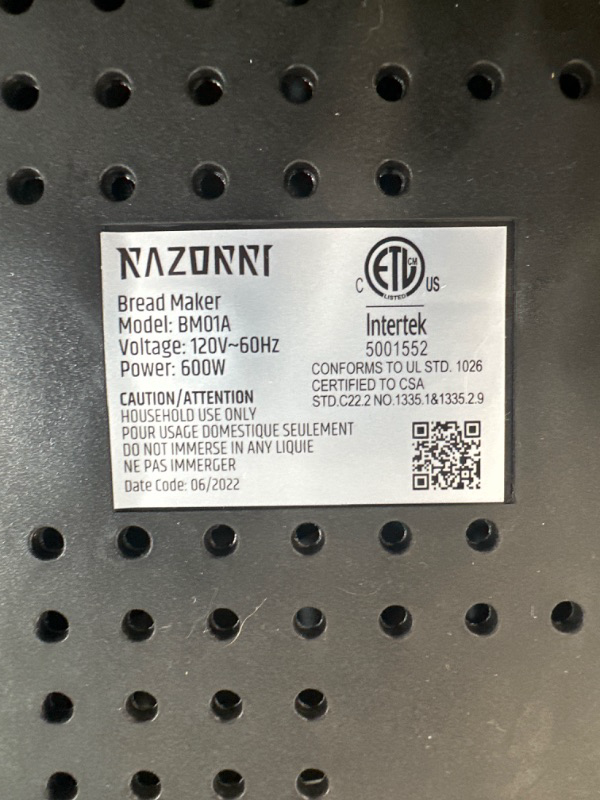 RAZORRI
Bread Maker
Model: BM01A
Voltage: 120V~60Hz
Power: 600W
CAUTION/ATTENTION
HOUSEHOLD USE ONLY
POUR USAGE DOMESTIQUE SEULEMENT
DO NOT IMMERSE IN ANY LIQUIE
NE PAS IMMERGER
Date Code: 06/2022
ETL CM
C US
LISTED
Intertek
5001552
CONFORMS TO UL STD. 1026
CERTIFIED TO CSA
STD.C22.2 NO.1335.1&1335.2.9